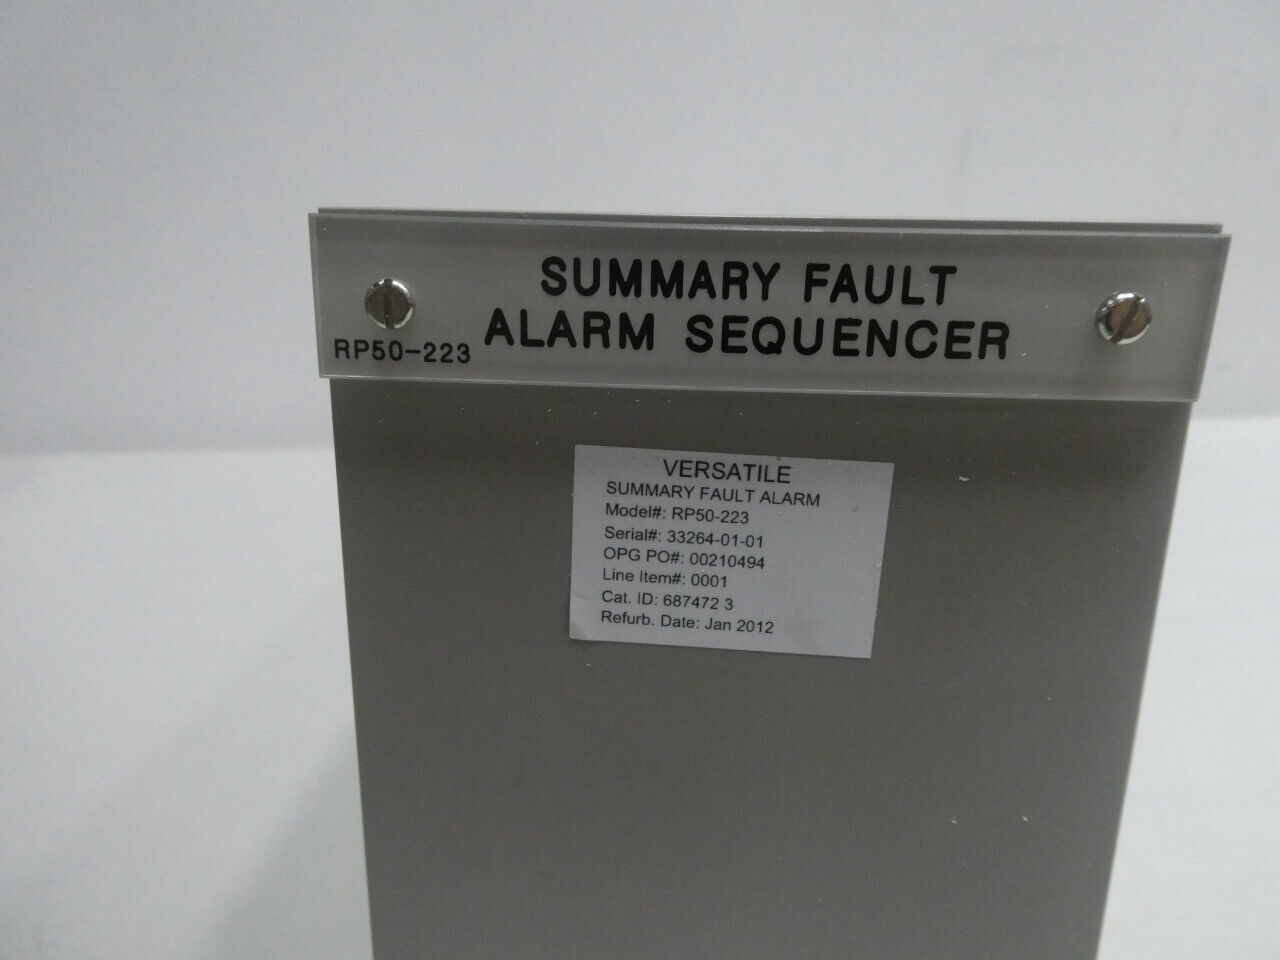 SUMMARY FAULT
ALARM SEQUENCER
RP50-223
VERSATILE
SUMMARY FAULT ALARM
Model#: RP50-223
Serial#: 33264-01-01
OPG PO#: 00210494
Line Item#: 0001
Cat. ID: 687472 3
Refurb. Date: Jan 2012